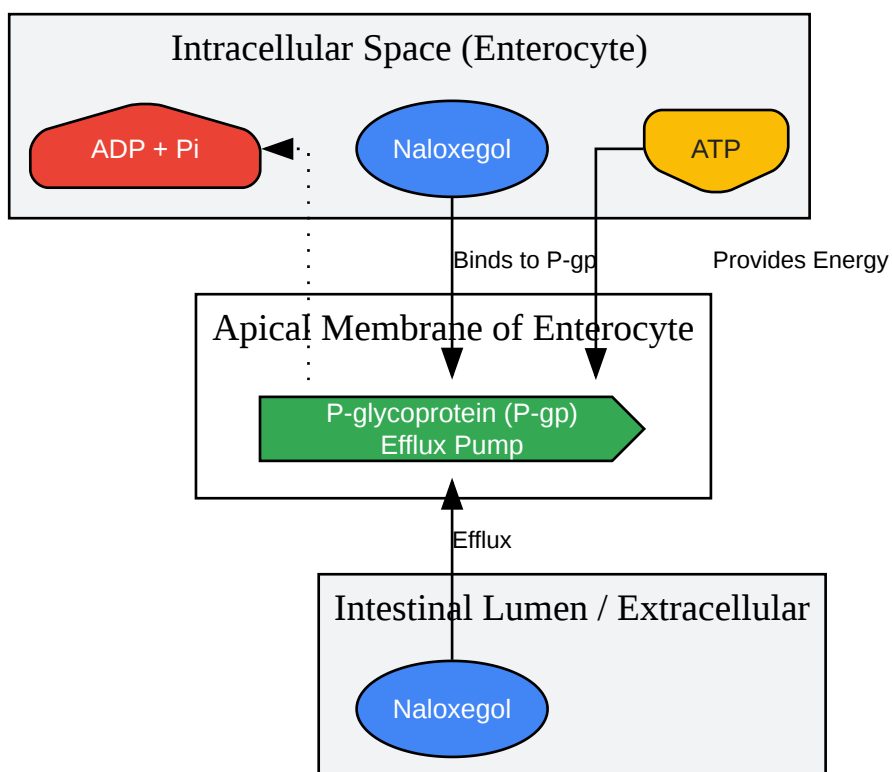 Intracellular Space (Enterocyte)
ADP + Pi
Naloxegol
ATP
Binds to P-gp
Provides Energy
Apical Membrane of Enterocyte
P-glycoprotein (P-gp)
Efflux Pump
Efflux
Intestinal Lumen / Extracellular
Naloxegol